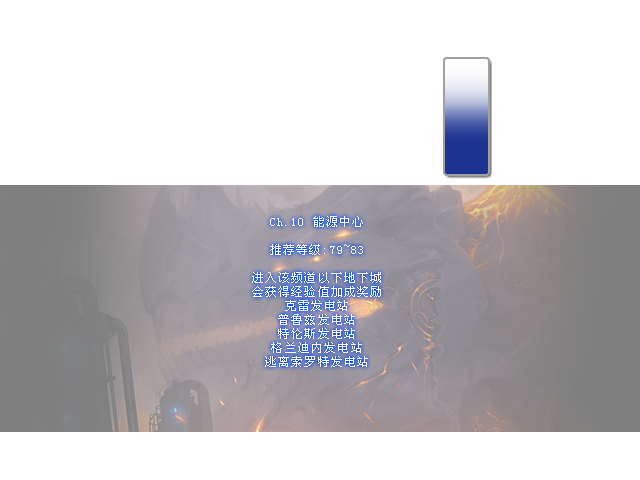 Ch.10 能源中心
推荐等级:79~83
进入该频道以下地下城
会获得经验值加成奖励
克雷发电站
普鲁兹发电站
特伦斯发电站
格兰迪内发电站
逃离索罗特发电站